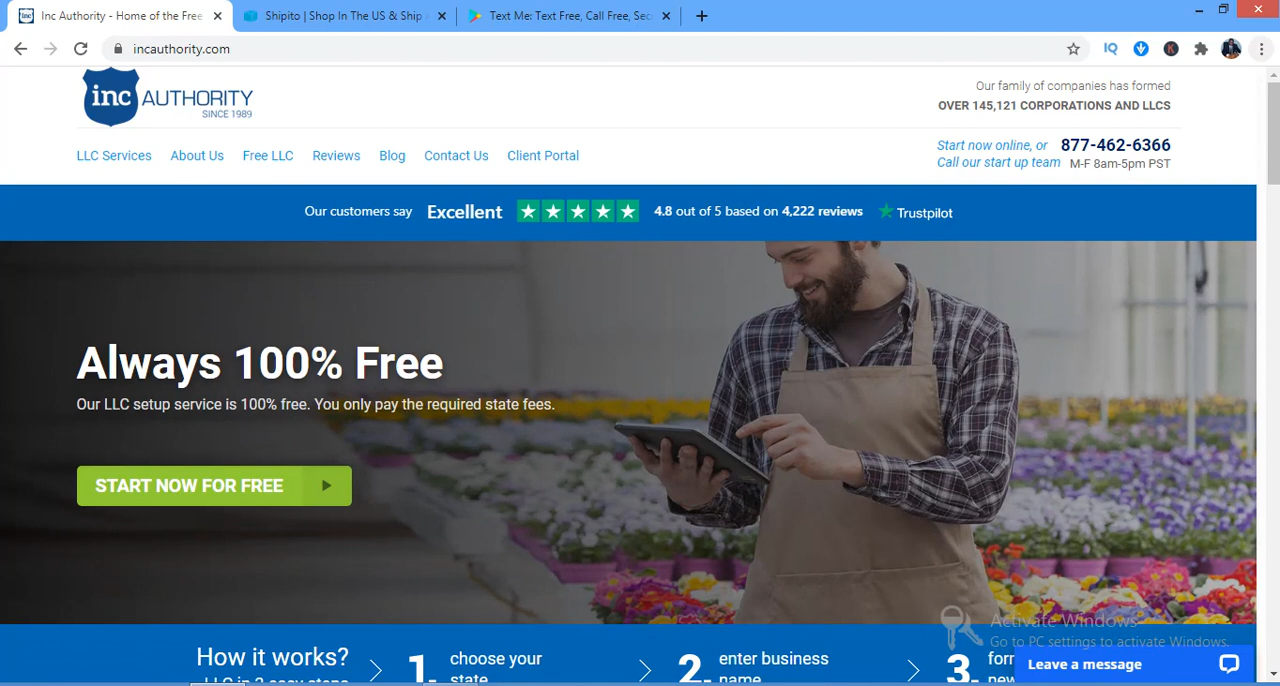 Inc Authority - Home of the Free
Shipito | Shop In The US & Ship
Text Me: Text Free, Call Free, Sec
incauthority.com
IQ
K
inc AUTHORITY
SINCE 1989
Our family of companies has formed
OVER 145,121 CORPORATIONS AND LLCS
LLC Services About Us Free LLC Reviews Blog Contact Us Client Portal
Start now online, or 877-462-6366
Call our start up team M-F 8am-5pm PST
Our customers say Excellent 4.8 out of 5 based on 4,222 reviews Trustpilot
Always 100% Free
Our LLC setup service is 100% free. You only pay the required state fees.
START NOW FOR FREE
Activate Windows
Go to PC settings to activate Windows.
How it works?
1. choose your
2. enter business
name
3.
Leave a message